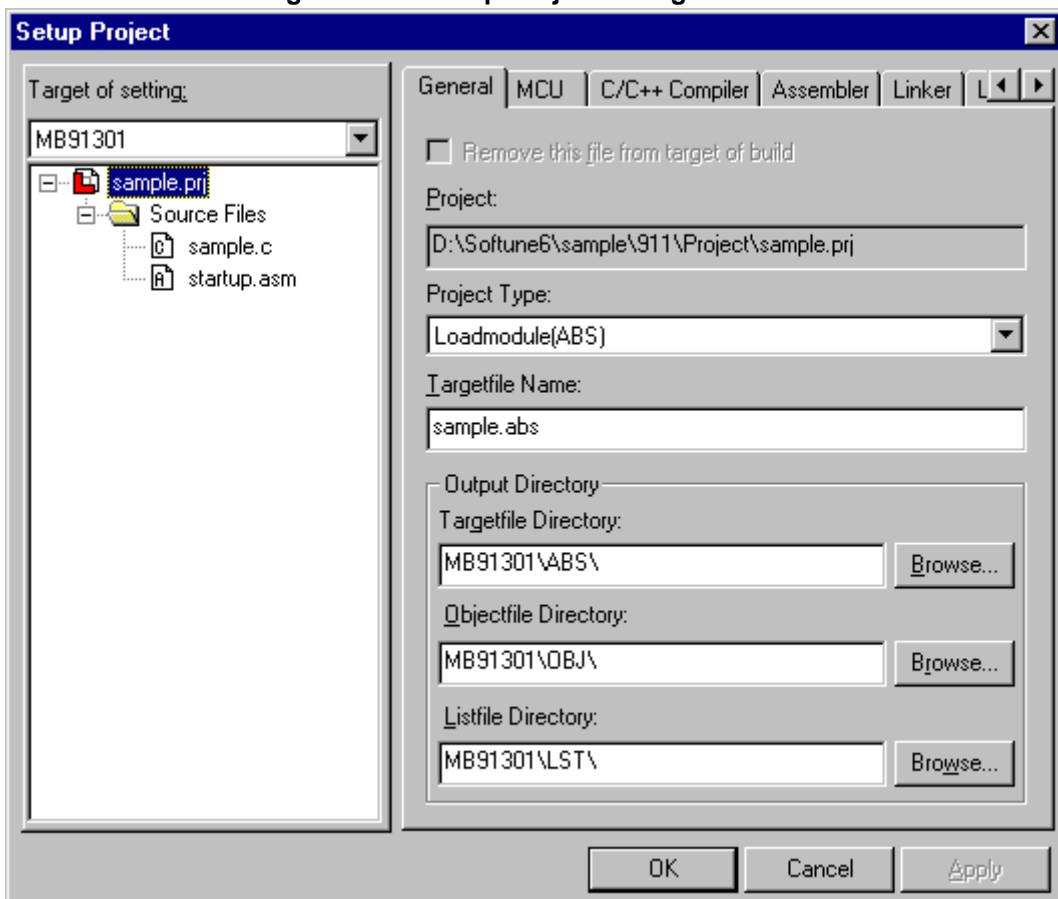 Setup Project
Target of setting:
MB91301
sample.prj
Source Files
sample.c
startup.asm
General
MCU
C/C++ Compiler
Assembler
Linker
Remove this file from target of build
Project:
D:\Softune6\sample\911\Project\sample.prj
Project Type:
Loadmodule(ABS)
Targetfile Name:
sample.abs
Output Directory
Targetfile Directory:
MB91301\ABS\
Browse...
Objectfile Directory:
MB91301\OBJ\
Browse...
Listfile Directory:
MB91301\LST\
Browse...
OK
Cancel
Apply